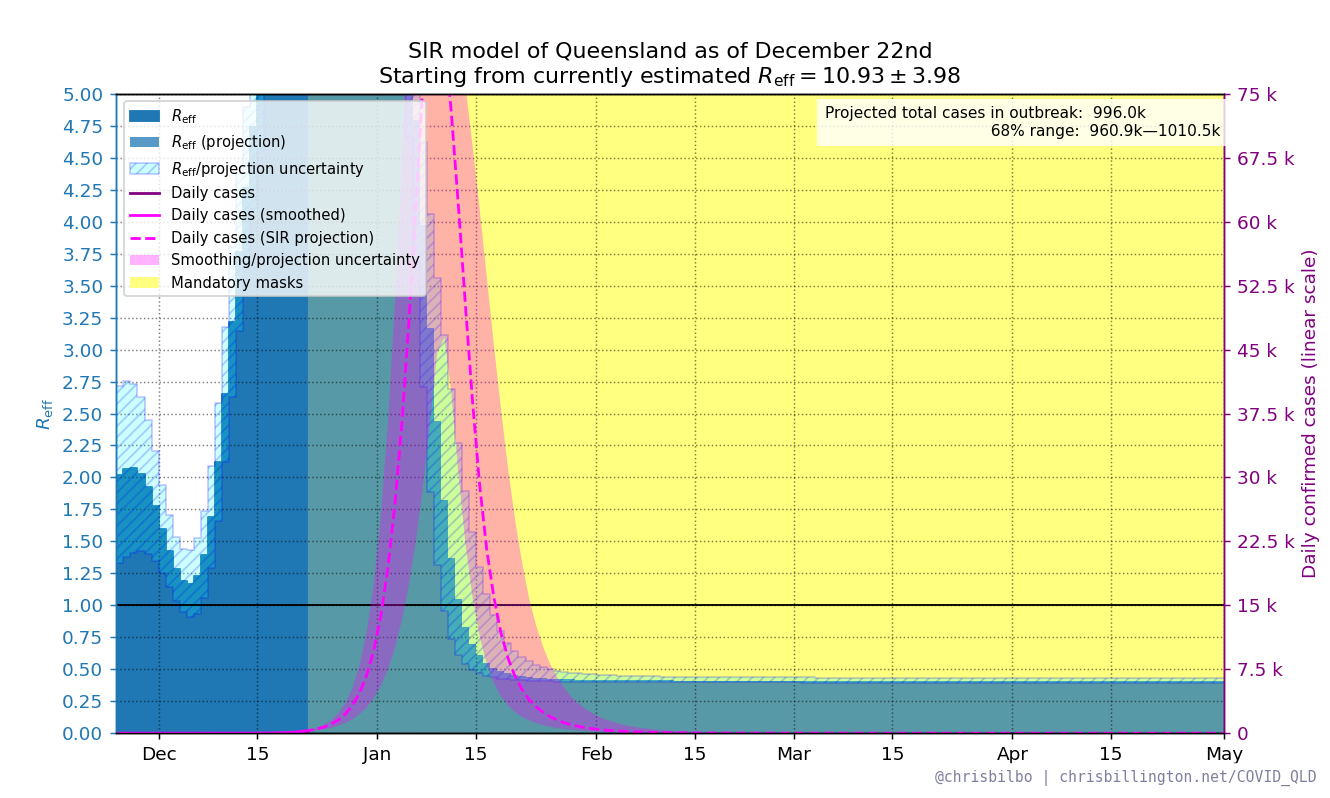 SIR model of Queensland as of December 22nd
Starting from currently estimated R_eff = 10.93 ± 3.98
5.00
4.75
4.50
4.25
4.00
3.75
3.50
3.25
3.00
2.75
2.50
2.25
2.00
1.75
1.50
1.25
1.00
0.75
0.50
0.25
0.00
R_eff
R_eff
R_eff (projection)
R_eff/projection uncertainty
Daily cases
Daily cases (smoothed)
Daily cases (SIR projection)
Smoothing/projection uncertainty
Mandatory masks
Projected total cases in outbreak: 996.0k
68% range: 960.9k—1010.5k
75 k
67.5 k
60 k
52.5 k
45 k
37.5 k
30 k
22.5 k
15 k
7.5 k
0
Daily confirmed cases (linear scale)
Dec 15 Jan 15 Feb 15 Mar 15 Apr 15 May
@chrisbilbo | chrisbillington.net/COVID_QLD